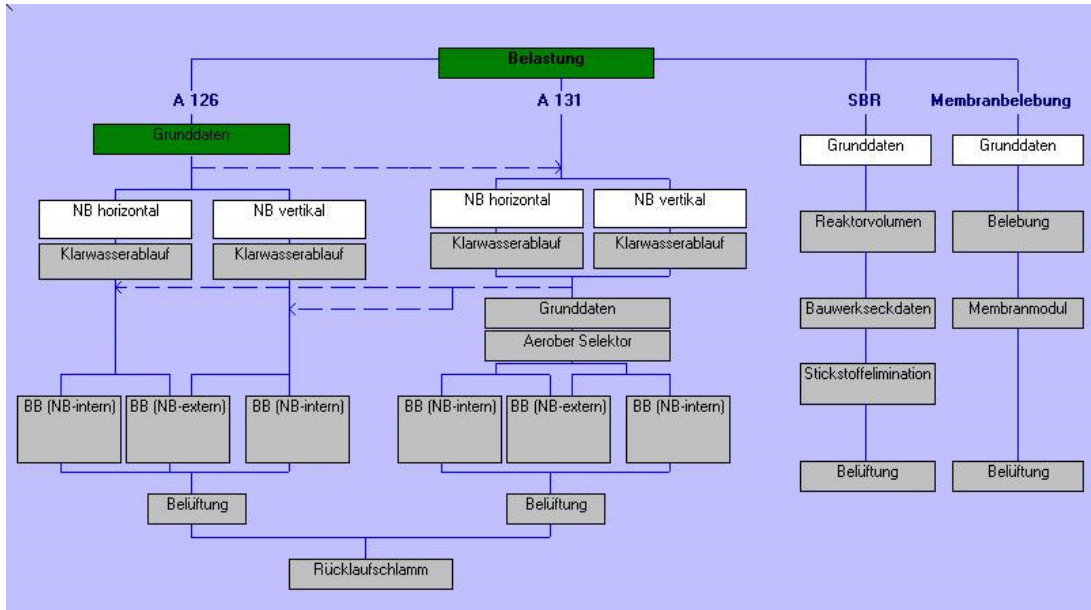 Belastung
A 126
A 131
SBR
Membranbelebung
Grunddaten
Grunddaten
Grunddaten
NB horizontal
NB vertikal
NB horizontal
NB vertikal
Klarwasserablauf
Klarwasserablauf
Klarwasserablauf
Klarwasserablauf
Reaktorvolumen
Belebung
Grunddaten
Bauwerkseckdaten
Membranmodul
Aerober Selektor
Stickstoffelimination
BB (NB-intern)
BB (NB-extern)
BB (NB-intern)
BB (NB-intern)
BB (NB-extern)
BB (NB-intern)
Belüftung
Belüftung
Belüftung
Belüftung
Rücklaufschlamm